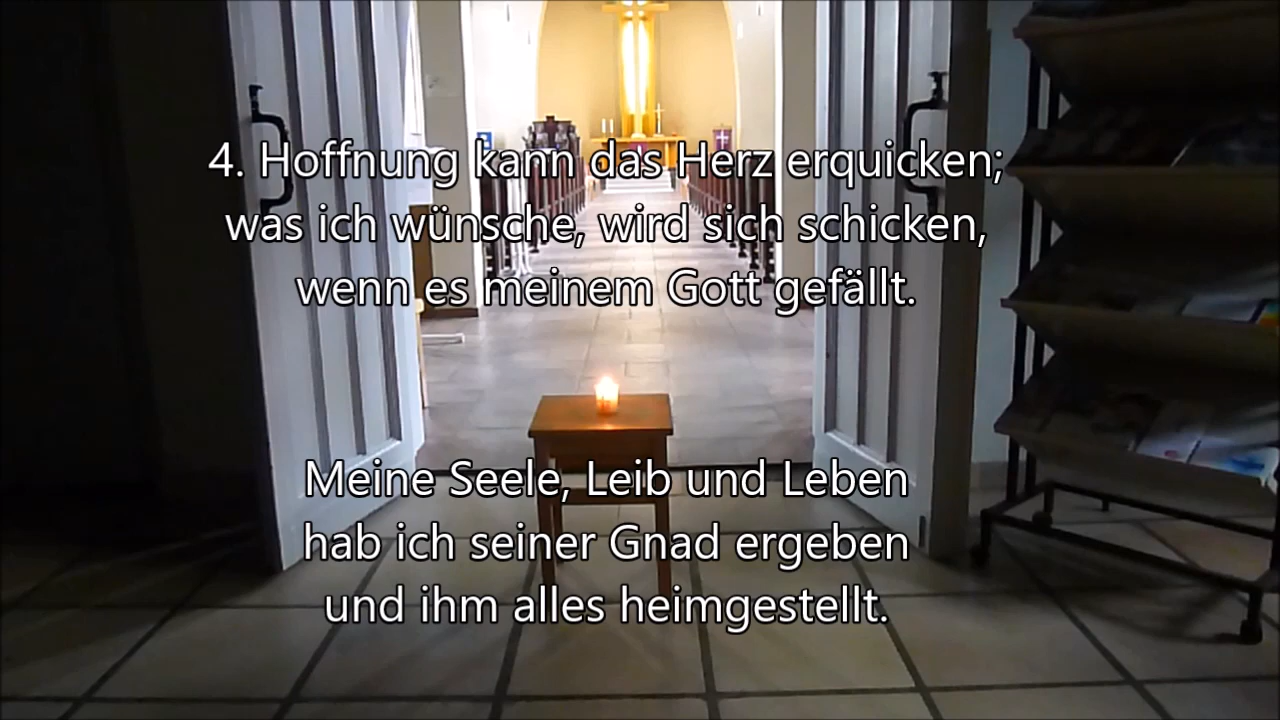 4. Hoffnung kann das Herz erquicken;
was ich wünsche, wird sich schicken,
wenn es meinem Gott gefällt.
Meine Seele, Leib und Leben
hab ich seiner Gnad ergeben
und ihm alles heimgestellt.